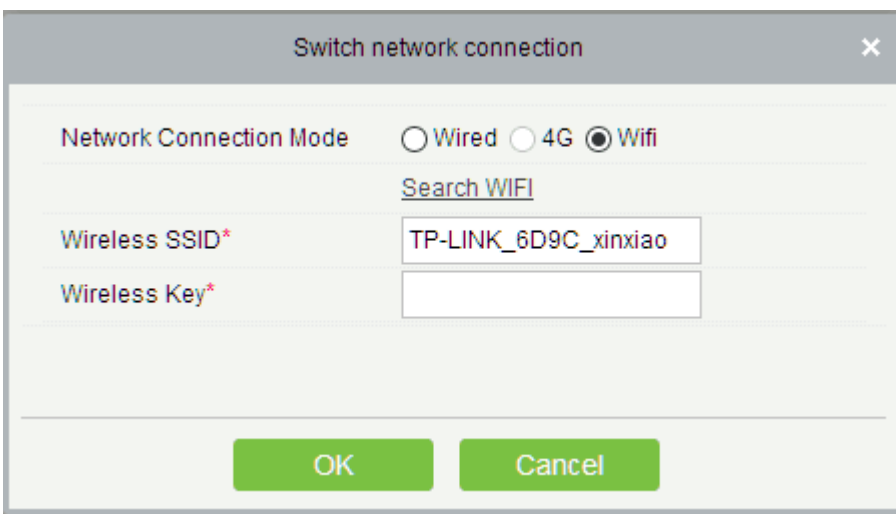 Switch network connection
Network Connection Mode Wired 4G Wifi
Search WIFI
Wireless SSID* TP-LINK_6D9C_xinxiao
Wireless Key*
OK Cancel